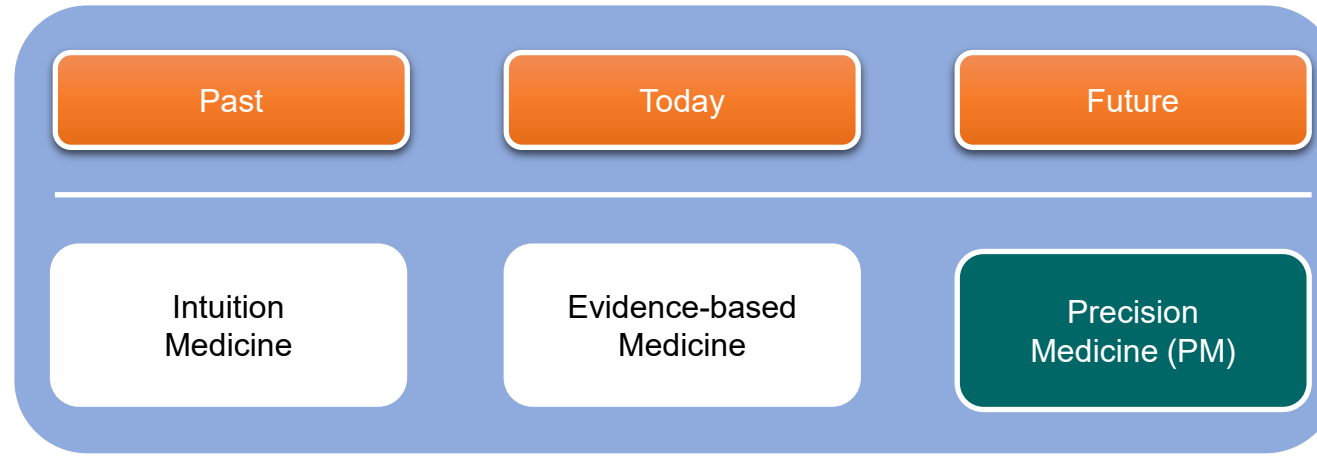 Past
Today
Future
Intuition
Medicine
Evidence-based
Medicine
Precision
Medicine (PM)